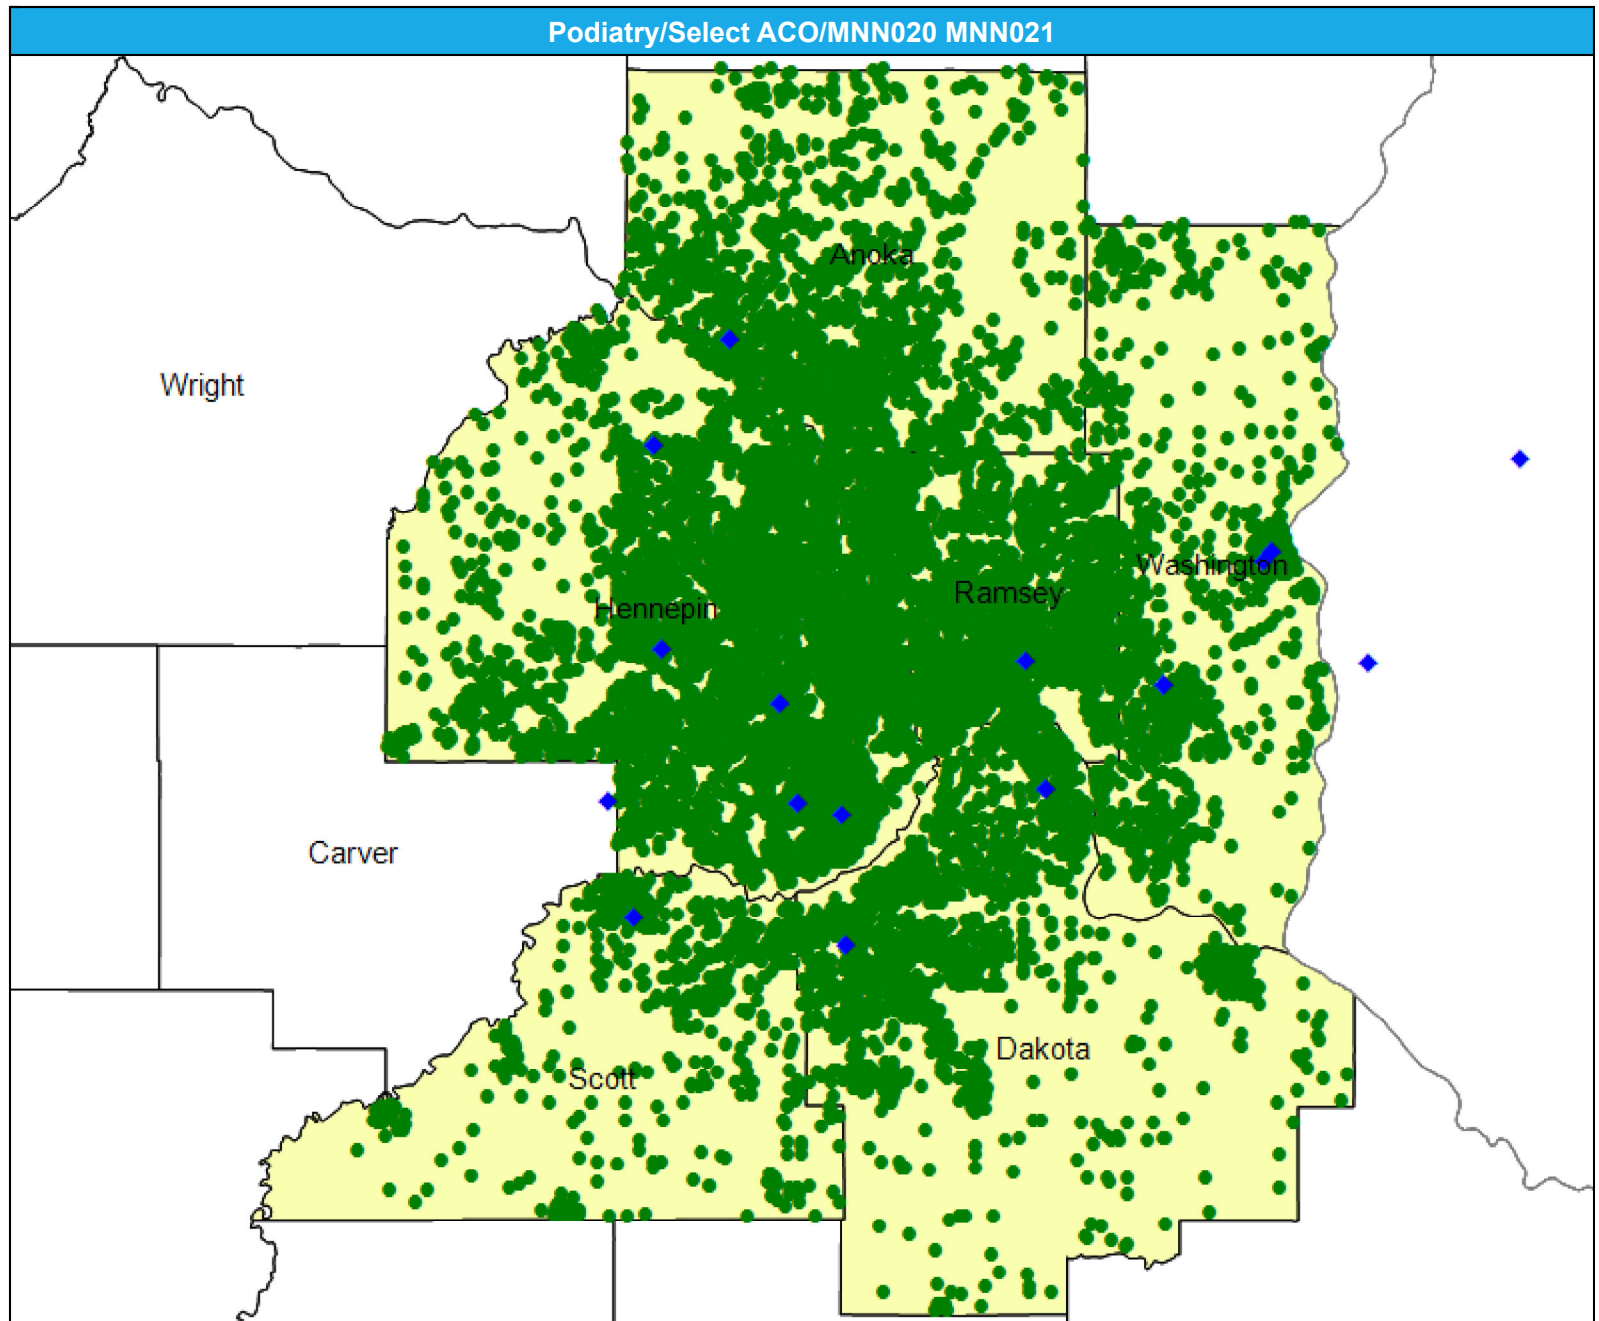 Podiatry/Select ACO/MNN020 MNN021
Anoka
Wright
Washington
Ramsey
Hennepin
Carver
Dakota
Scott